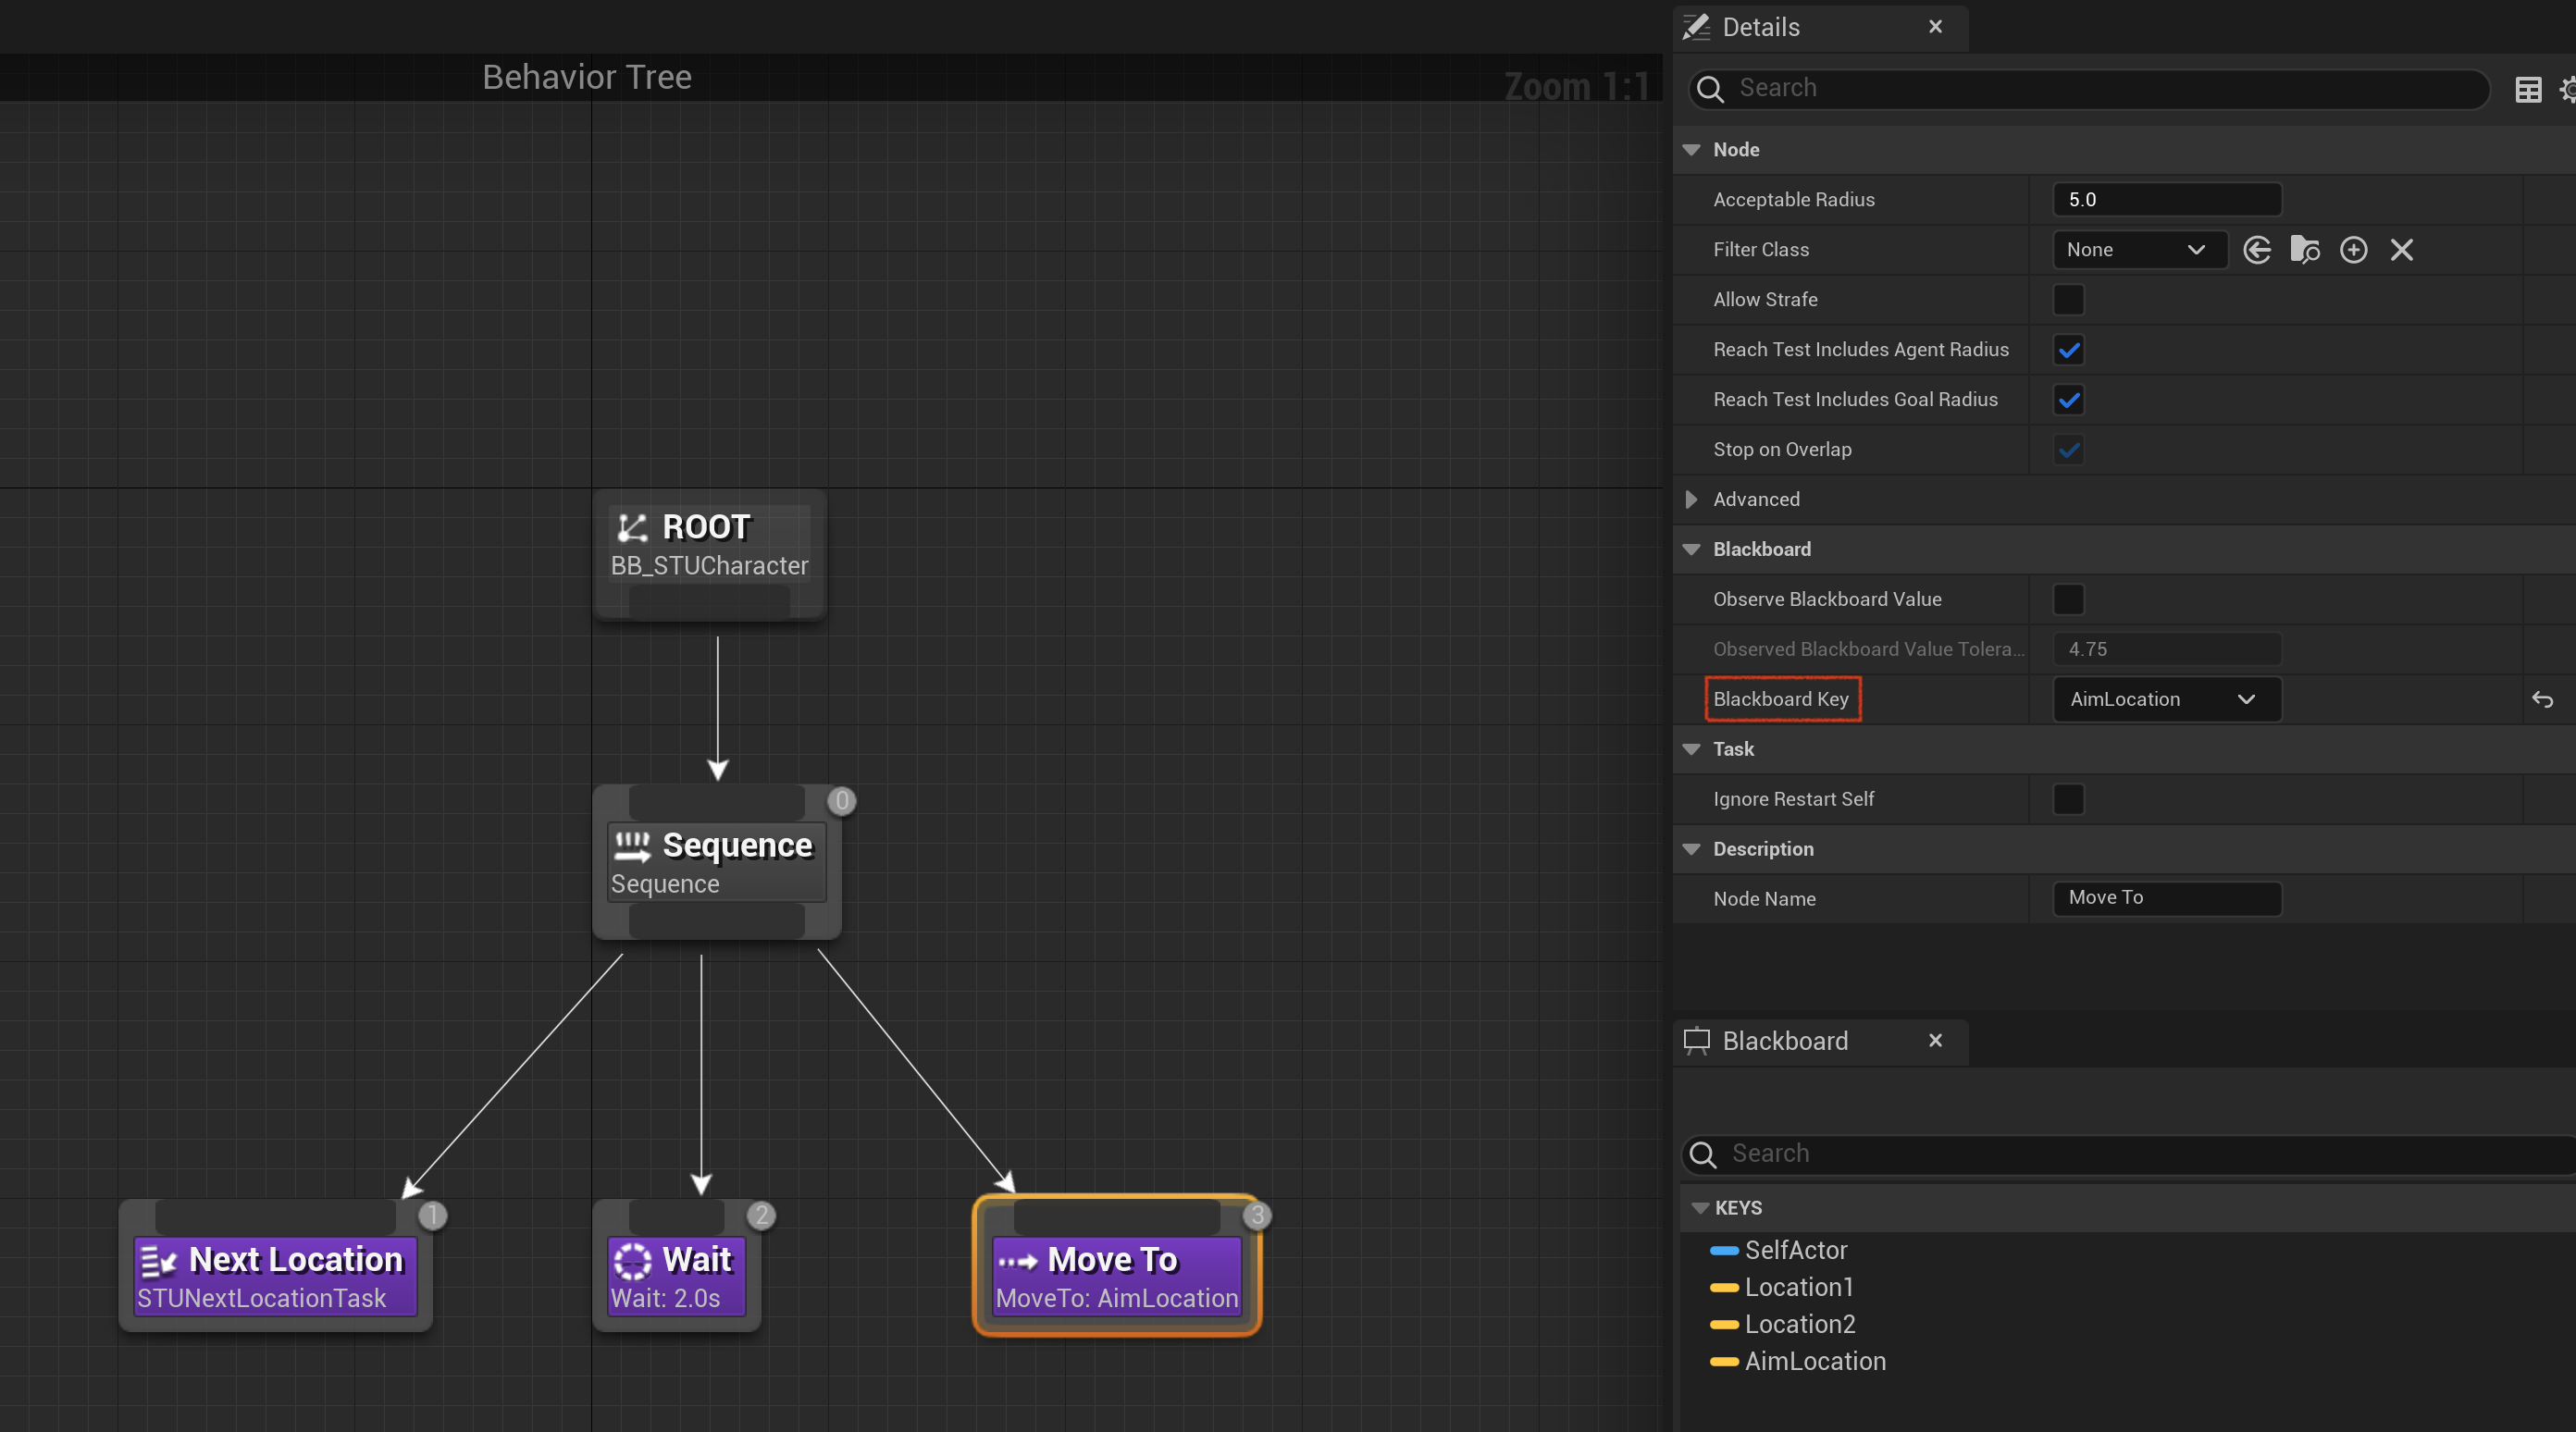 Behavior Tree
Zoom 1:1
ROOT
BB_STUCharacter
0
Sequence
Sequence
1
Next Location
STUNextLocationTask
2
Wait
Wait: 2.0s
3
Move To
MoveTo: AimLocation
Details
Search
Node
Acceptable Radius 5.0
Filter Class None
Allow Strafe
Reach Test Includes Agent Radius
Reach Test Includes Goal Radius
Stop on Overlap
Advanced
Blackboard
Observe Blackboard Value
Observed Blackboard Value Tolera... 4.75
Blackboard Key AimLocation
Task
Ignore Restart Self
Description
Node Name Move To
Blackboard
Search
KEYS
SelfActor
Location1
Location2
AimLocation